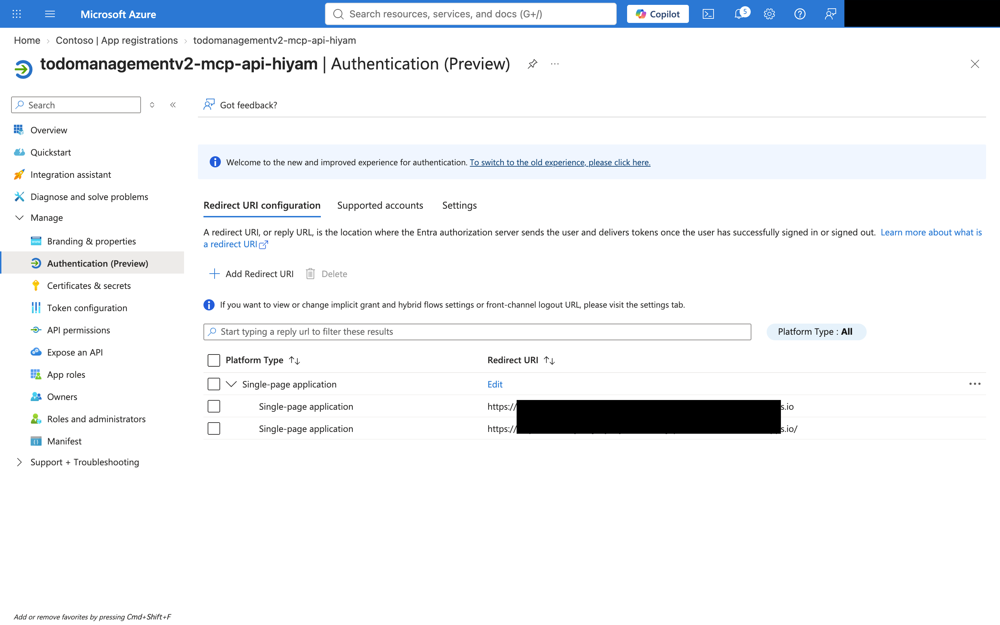 Microsoft Azure
Search resources, services, and docs (G+/)
Copilot
5
Home > Contoso | App registrations > todomanagementv2-mcp-api-hiyam
todomanagementv2-mcp-api-hiyam | Authentication (Preview)
Search
Got feedback?
Overview
Quickstart
Integration assistant
Diagnose and solve problems
Manage
Branding & properties
Authentication (Preview)
Certificates & secrets
Token configuration
API permissions
Expose an API
App roles
Owners
Roles and administrators
Manifest
Support + Troubleshooting
Add or remove favorites by pressing Cmd+Shift+F
Welcome to the new and improved experience for authentication. To switch to the old experience, please click here.
Redirect URI configuration Supported accounts Settings
A redirect URI, or reply URL, is the location where the Entra authorization server sends the user and delivers tokens once the user has successfully signed in or signed out. Learn more about what is
a redirect URI
Add Redirect URI Delete
If you want to view or change implicit grant and hybrid flows settings or front-channel logout URL, please visit the settings tab.
Start typing a reply url to filter these results
Platform Type : All
Platform Type Redirect URI
Single-page application Edit
Single-page application https:// s.io
Single-page application https:// s.io/